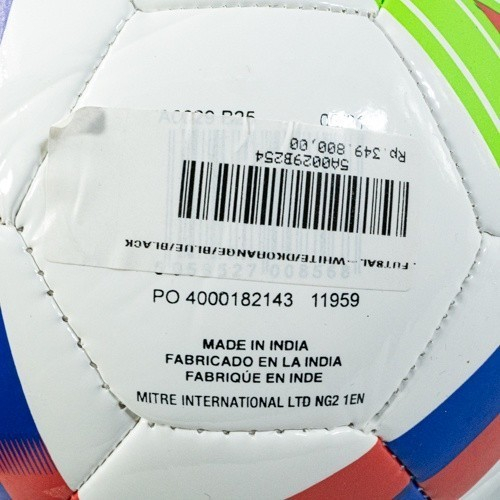 Rp.349.800,00
5A0029B254
FUTSAL - WHITE/DKORANGE/BLUE/BLACK
PO 4000182143 11959
MADE IN INDIA
FABRICADO EN LA INDIA
FABRIQÚE EN INDE
MITRE INTERNATIONAL LTD NG2 1EN